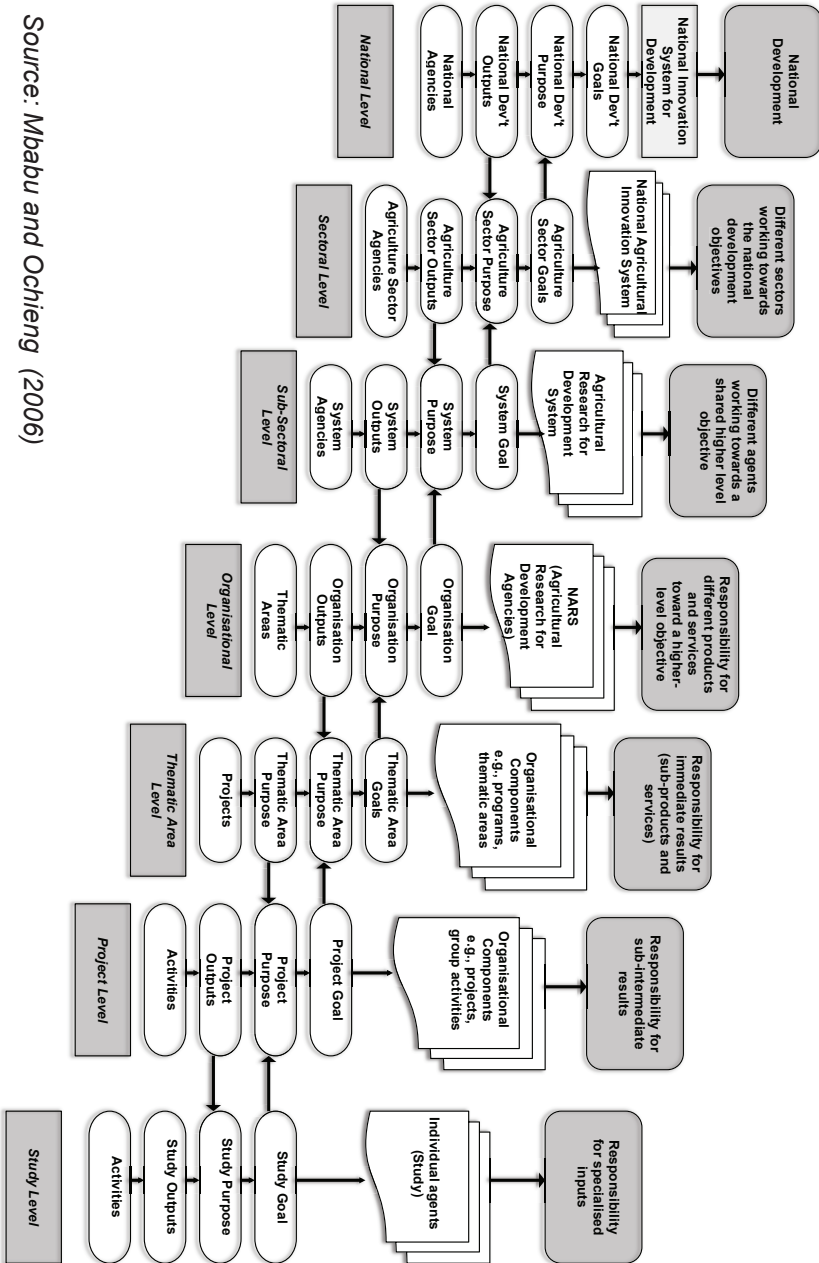 National
Development
National Innovation
System for
Development
National Dev't
Goals
National Dev't
Purpose
National Dev't
Outputs
National
Agencies
National Level
Different sectors
working towards
the national
development
objectives
National Agricultural
Innovation System
Agriculture
Sector Goals
Agriculture
Sector Purpose
Agriculture
Sector Outputs
Agriculture Sector
Agencies
Sectoral Level
Different agents
working towards a
shared higher level
objective
Agricultural
Research for
Development
System
System Goal
System
Purpose
System
Outputs
System
Agencies
Sub-Sectoral
Level
Responsibility for
different products
and services
toward a higher-
level objective
NARS
(Agricultural
Research for
Development
Agencies)
Organisation
Goal
Organisation
Purpose
Organisation
Outputs
Thematic
Areas
Organisational
Level
Responsibility for
immediate results
(sub-products and
services)
Organisational
Components
e.g., programs,
thematic areas
Thematic Area
Goals
Thematic Area
Purpose
Thematic Area
Purpose
Projects
Thematic Area
Level
Responsibility for
sub-intermediate
results
Organisational
Components
e.g., projects,
group activities
Project Goal
Project
Purpose
Project
Outputs
Activities
Project Level
Responsibility
for specialised
inputs
Individual agents
(Study)
Study Goal
Study Purpose
Study Outputs
Activities
Study Level
Source: Mbabu and Ochieng (2006)